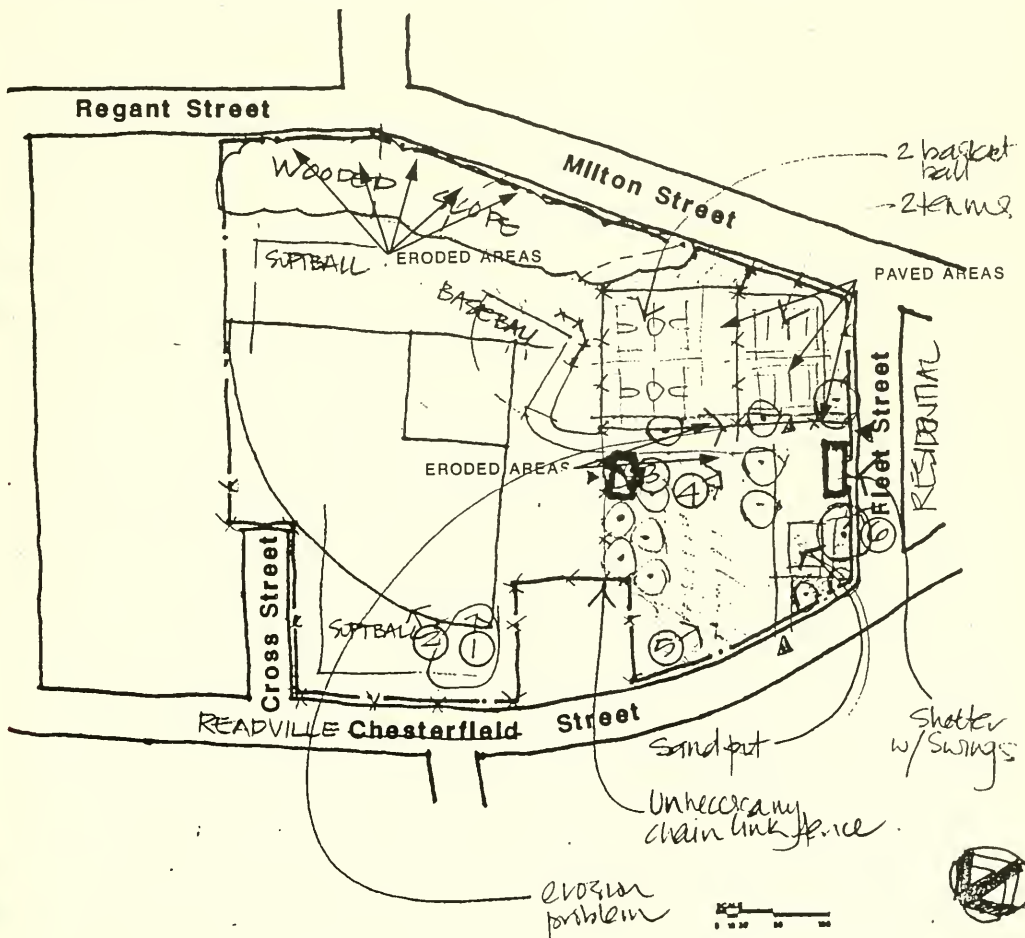 Regant Street
Milton Street
2 basket
ball
- 2 tennis
WOODED
SLOPE
SOFTBALL
ERODED AREAS
PAVED AREAS
BASEBALL
Fleet Street
RESIDENTIAL
ERODED AREAS
3
4
6
Cross Street
SOFTBALL
2
1
5
READVILLE Chesterfield Street
Sand pit
Shelter
w/ Swings
Unneccecary
chain link fence
erosion
problem